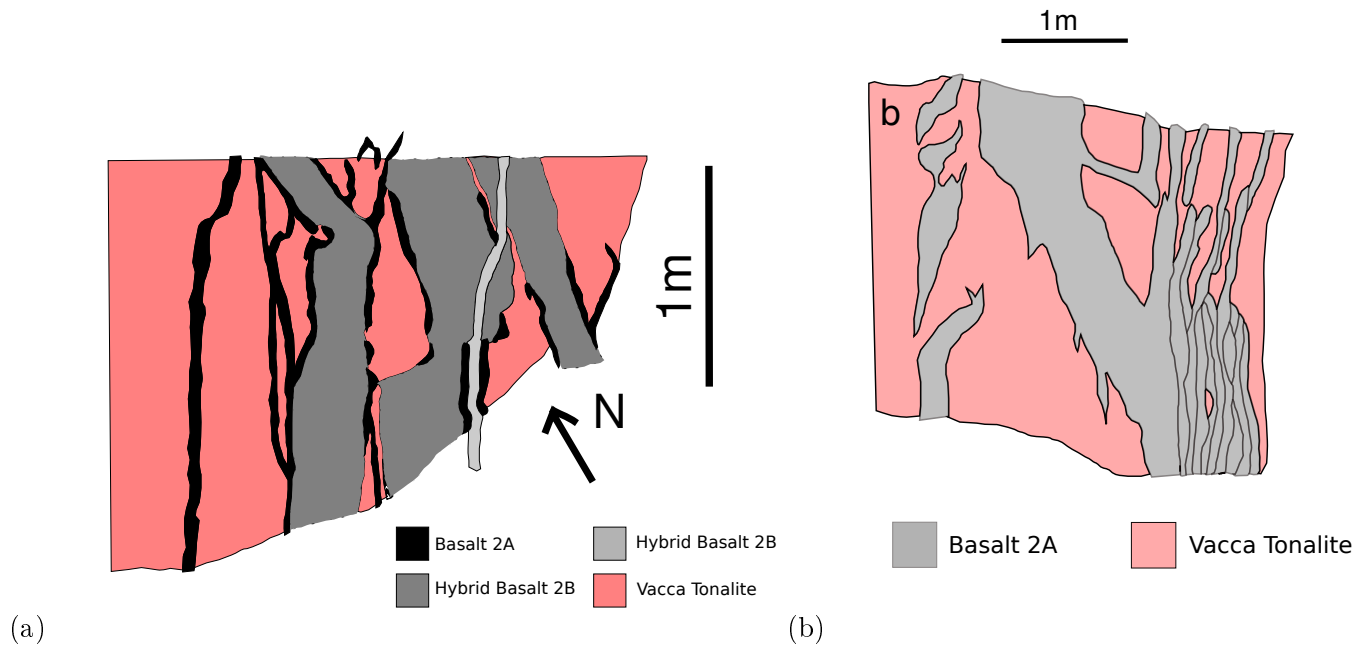 1m
b
1m
N
Basalt 2A
Hybrid Basalt 2B
Hybrid Basalt 2B
Vacca Tonalite
Basalt 2A
Vacca Tonalite
(a)
(b)